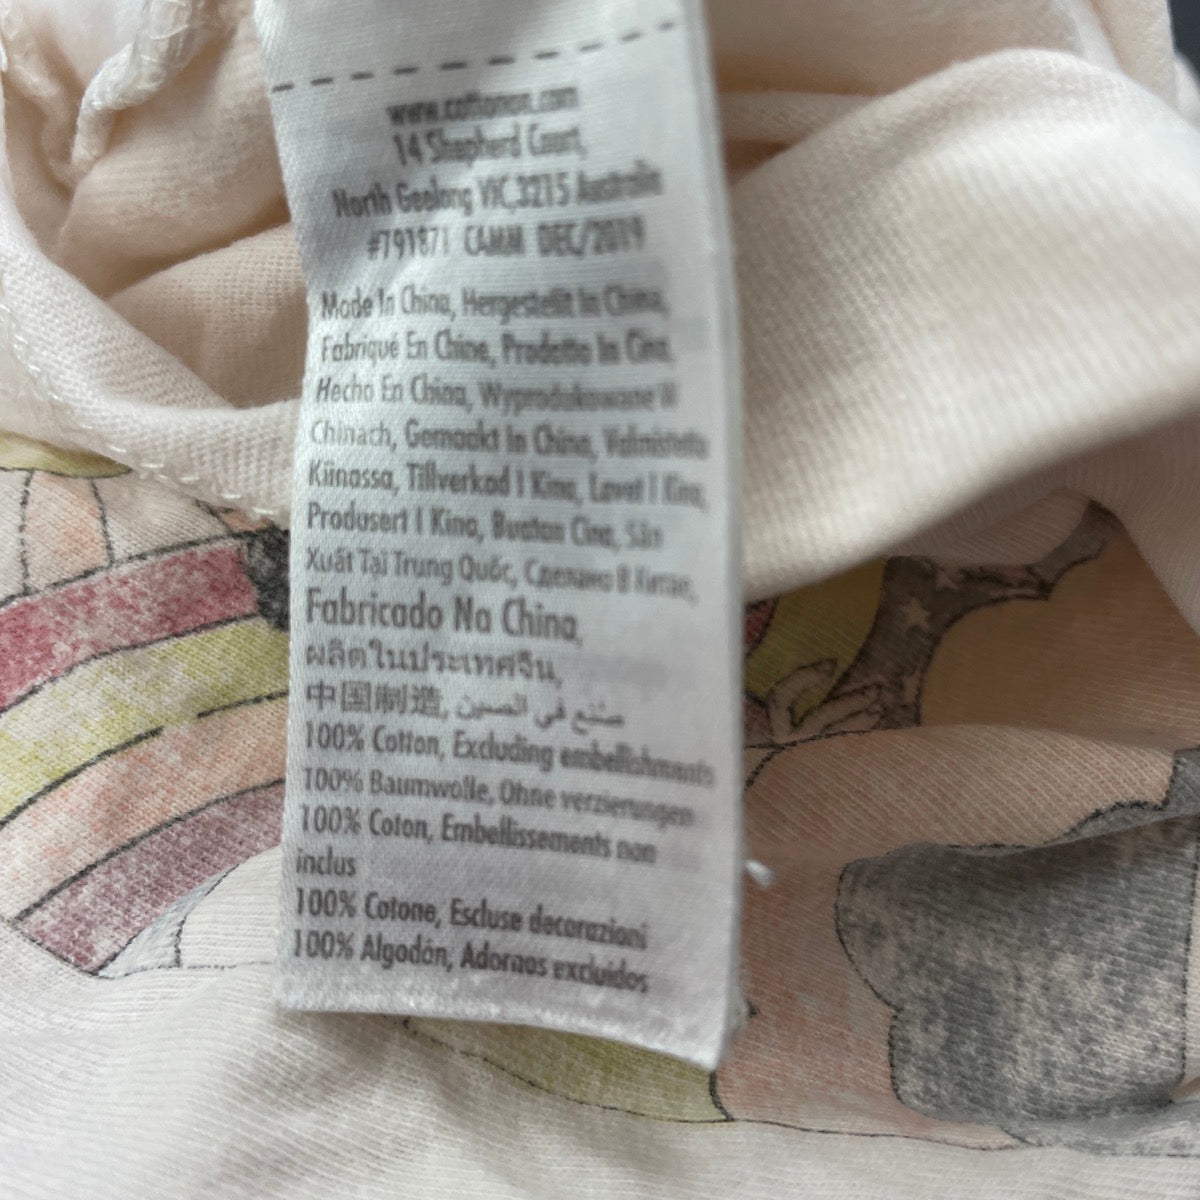 www.cottonon.com
14 Shepherd Court,
North Geelong VIC,3215 Australia
#791871 CAMM DEC/2019
Made In China, Hergestellt In China,
Fabriqué En Chine, Prodotto In Cina,
Hecho En China, Wyprodukowane W
Chinach, Gemaakt In China, Valmistettu
Kiinassa, Tillverkad I Kina, Lavet I Kina,
Produsert I Kina, Buatan Cina, Sản
Xuất Tại Trung Quốc, Сделано В Китае,
Fabricado Na China,
ผลิตในประเทศจีน,
中国制造, صُنع في الصين
100% Cotton, Excluding embellishments
100% Baumwolle, Ohne verzierungen
100% Coton, Embellissements non
inclus
100% Cotone, Escluse decorazioni
100% Algodón, Adornos excluidos